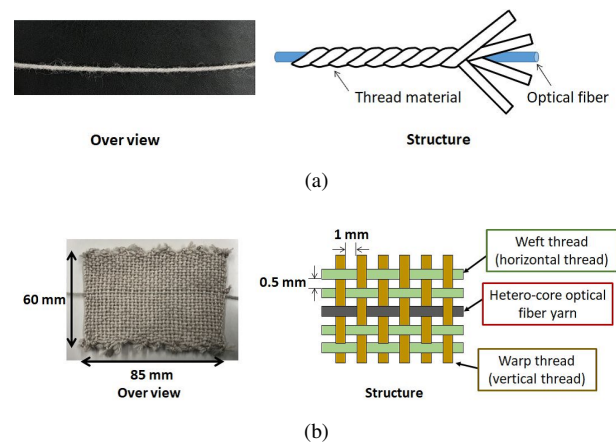 Thread material
Optical fiber
Over view
Structure
(a)
1 mm
Weft thread
(horizontal thread)
0.5 mm
Hetero-core optical
fiber yarn
60 mm
Warp thread
(vertical thread)
85 mm
Over view
Structure
(b)